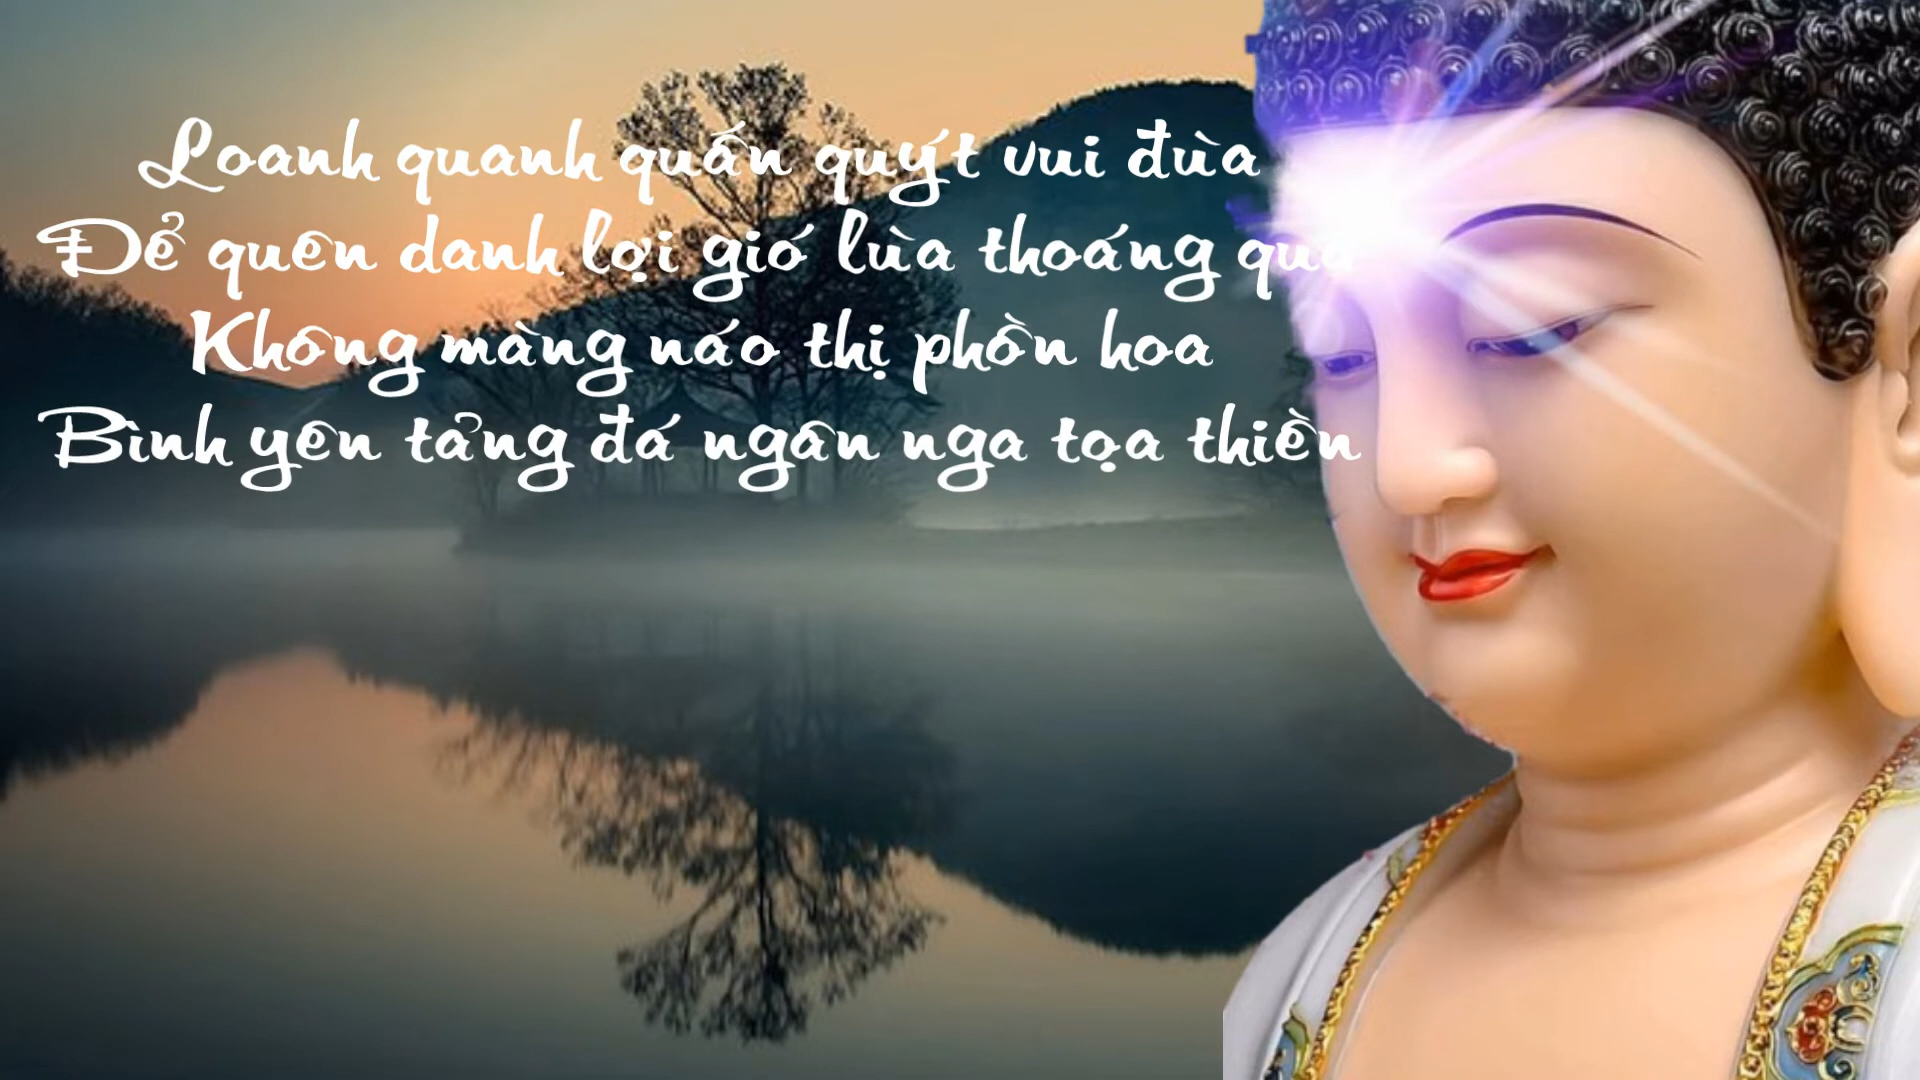 Loanh quanh quấn quýt vui đùa
Để quên danh lợi gió lùa thoáng qua
Không màng náo thị phồn hoa
Bình yên tảng đá ngân nga tọa thiền